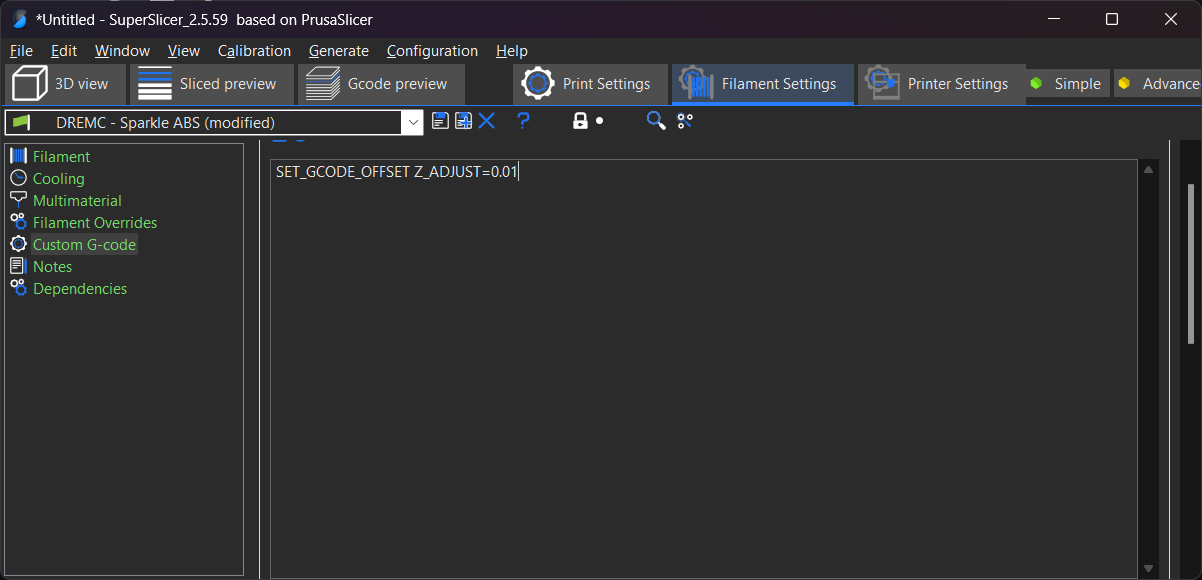 *Untitled - SuperSlicer_2.5.59 based on PrusaSlicer
File Edit Window View Calibration Generate Configuration Help
3D view Sliced preview Gcode preview Print Settings Filament Settings Printer Settings Simple Advance
DREMC - Sparkle ABS (modified)
Filament
Cooling
Multimaterial
Filament Overrides
Custom G-code
Notes
Dependencies
SET_GCODE_OFFSET Z_ADJUST=0.01